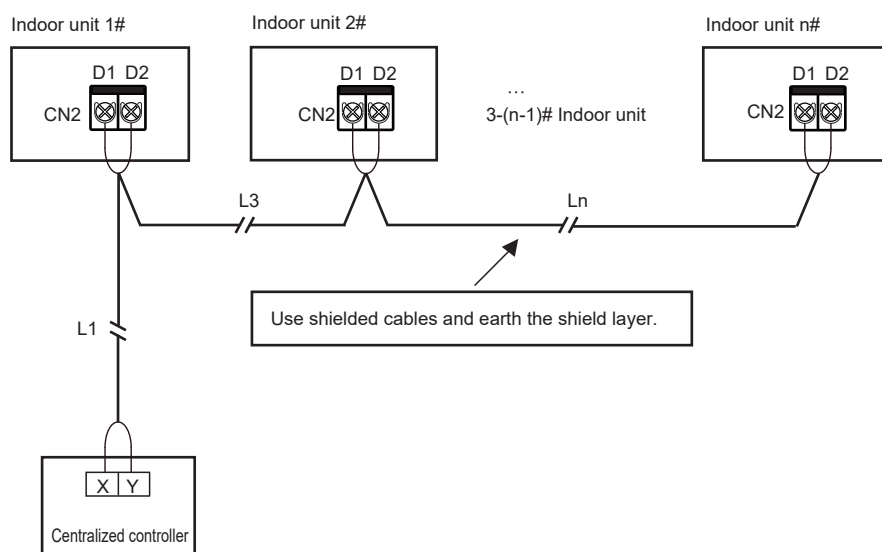 Indoor unit 1#
Indoor unit 2#
Indoor unit n#
D1 D2
D1 D2
D1 D2
CN2
CN2
CN2
…
3-(n-1)# Indoor unit
L3
Ln
L1
Use shielded cables and earth the shield layer.
X Y
Centralized controller